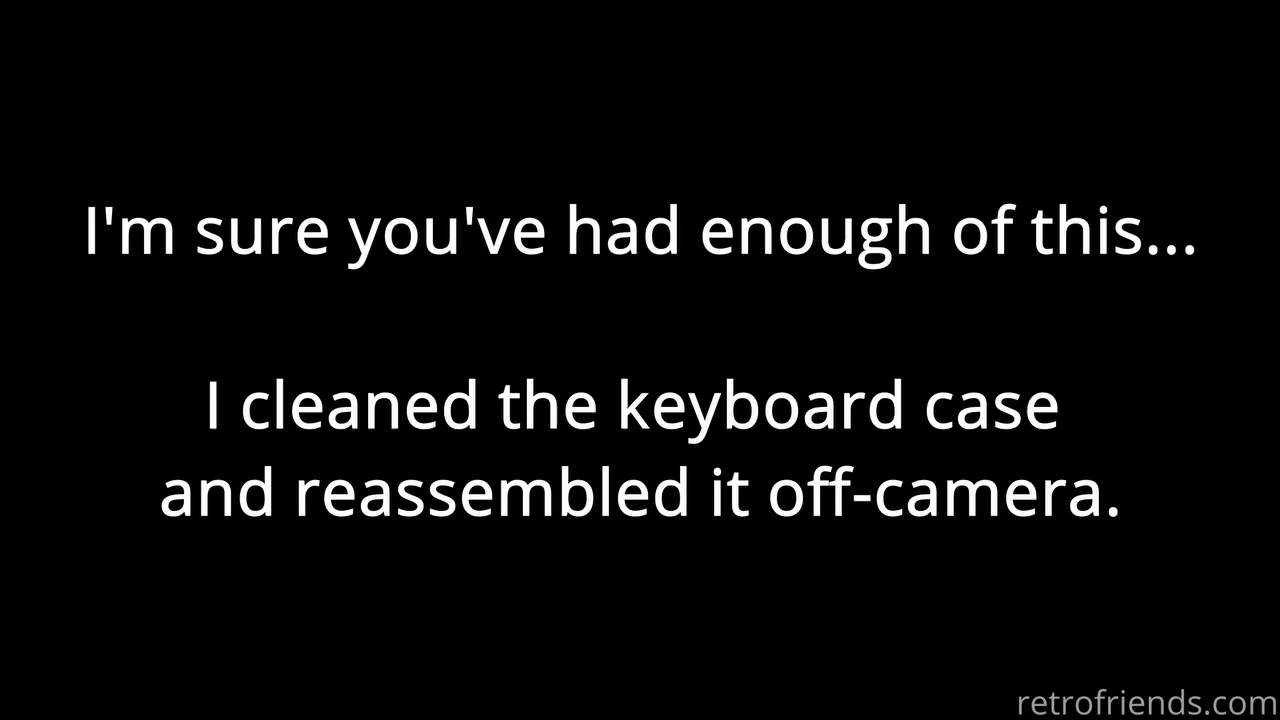 I'm sure you've had enough of this...
I cleaned the keyboard case
and reassembled it off-camera.
retrofriends.com